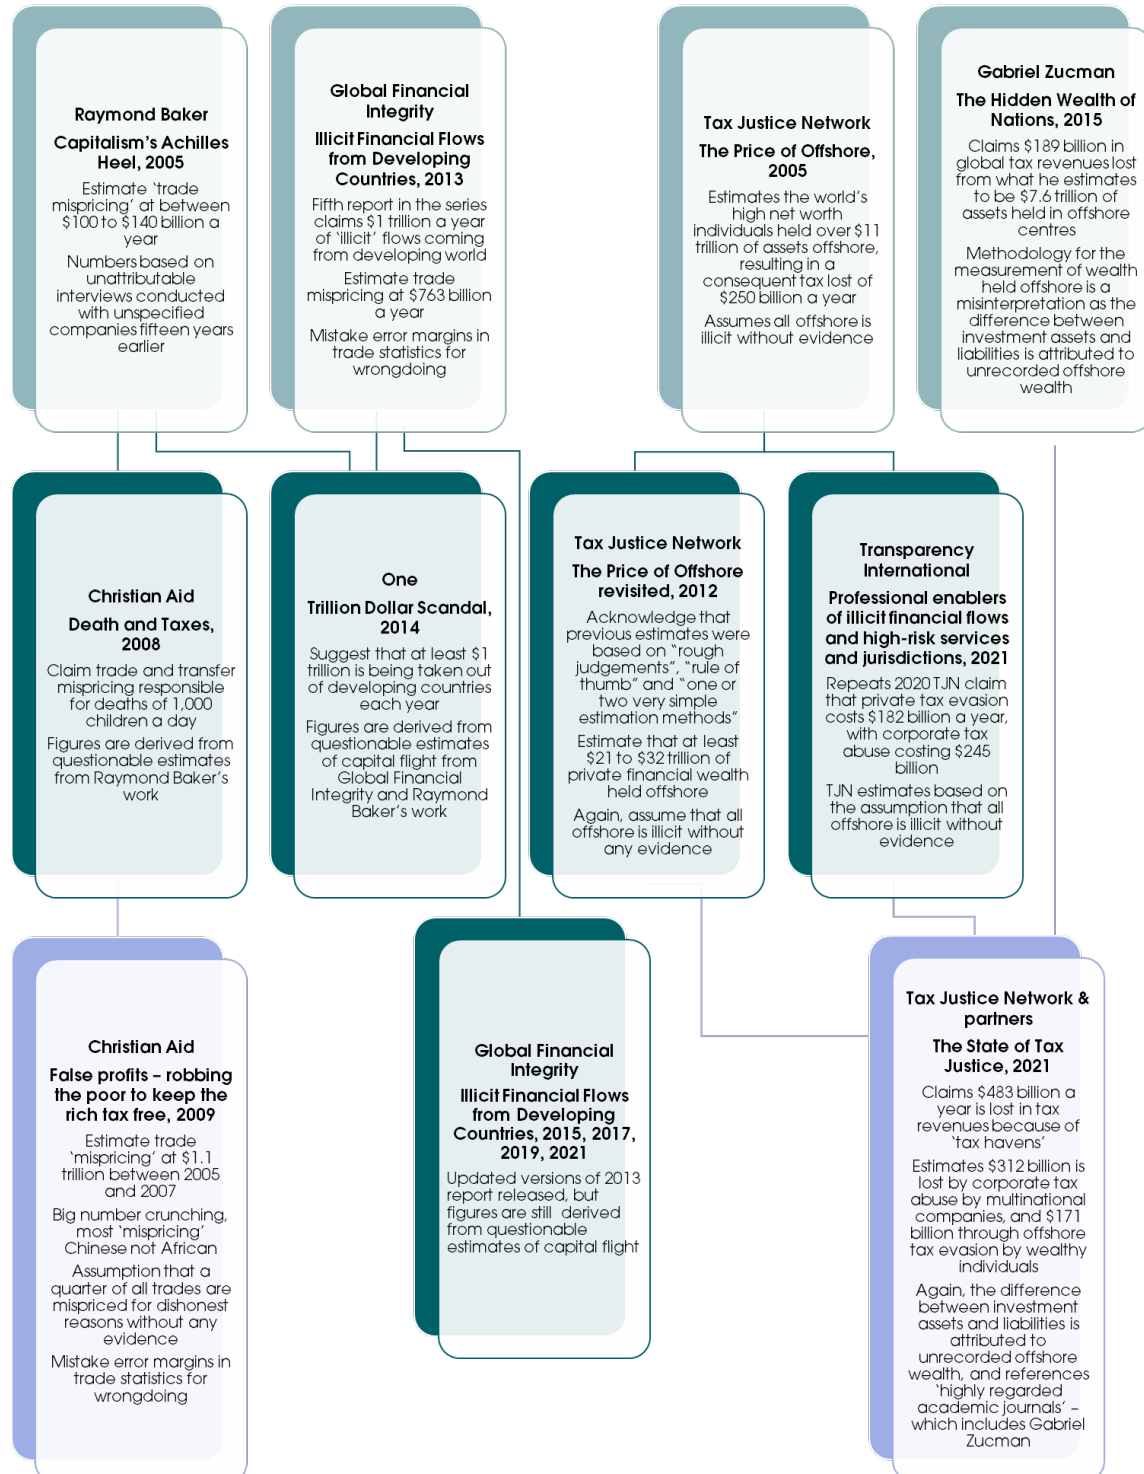 Raymond Baker
Capitalism’s Achilles
Heel, 2005
Estimate ‘trade
mispricing’ at between
$100 to $140 billion a
year
Numbers based on
unattributable
interviews conducted
with unspecified
companies fifteen years
earlier
Global Financial
Integrity
Illicit Financial Flows
from Developing
Countries, 2013
Fifth report in the series
claims $1 trillion a year
of ‘illicit’ flows coming
from developing world
Estimate trade
mispricing at $763 billion
a year
Mistake error margins in
trade statistics for
wrongdoing
Tax Justice Network
The Price of Offshore,
2005
Estimates the world’s
high net worth
individuals held over $11
trillion of assets offshore,
resulting in a
consequent tax lost of
$250 billion a year
Assumes all offshore is
illicit without evidence
Gabriel Zucman
The Hidden Wealth of
Nations, 2015
Claims $189 billion in
global tax revenues lost
from what he estimates
to be $7.6 trillion of
assets held in offshore
centres
Methodology for the
measurement of wealth
held offshore is a
misinterpretation as the
difference between
investment assets and
liabilities is attributed to
unrecorded offshore
wealth
Christian Aid
Death and Taxes,
2008
Claim trade and transfer
mispricing responsible
for deaths of 1,000
children a day
Figures are derived from
questionable estimates
from Raymond Baker’s
work
One
Trillion Dollar Scandal,
2014
Suggest that at least $1
trillion is being taken out
of developing countries
each year
Figures are derived from
questionable estimates
of capital flight from
Global Financial
Integrity and Raymond
Baker’s work
Tax Justice Network
The Price of Offshore
revisited, 2012
Acknowledge that
previous estimates were
based on “rough
judgements”, “rule of
thumb” and “one or
two very simple
estimation methods”
Estimate that at least
$21 to $32 trillion of
private financial wealth
held offshore
Again, assume that all
offshore is illicit without
any evidence
Transparency
International
Professional enablers
of illicit financial flows
and high-risk services
and jurisdictions, 2021
Repeats 2020 TJN claim
that private tax evasion
costs $182 billion a year,
with corporate tax
abuse costing $245
billion
TJN estimates based on
the assumption that all
offshore is illicit without
evidence
Christian Aid
False profits – robbing
the poor to keep the
rich tax free, 2009
Estimate trade
‘mispricing’ at $1.1
trillion between 2005
and 2007
Big number crunching,
most ‘mispricing’
Chinese not African
Assumption that a
quarter of all trades are
mispriced for dishonest
reasons without any
evidence
Mistake error margins in
trade statistics for
wrongdoing
Global Financial
Integrity
Illicit Financial Flows
from Developing
Countries, 2015, 2017,
2019, 2021
Updated versions of 2013
report released, but
figures are still derived
from questionable
estimates of capital flight
Tax Justice Network &
partners
The State of Tax
Justice, 2021
Claims $483 billion a
year is lost in tax
revenues because of
‘tax havens’
Estimates $312 billion is
lost by corporate tax
abuse by multinational
companies, and $171
billion through offshore
tax evasion by wealthy
individuals
Again, the difference
between investment
assets and liabilities is
attributed to
unrecorded offshore
wealth, and references
‘highly regarded
academic journals’ –
which includes Gabriel
Zucman